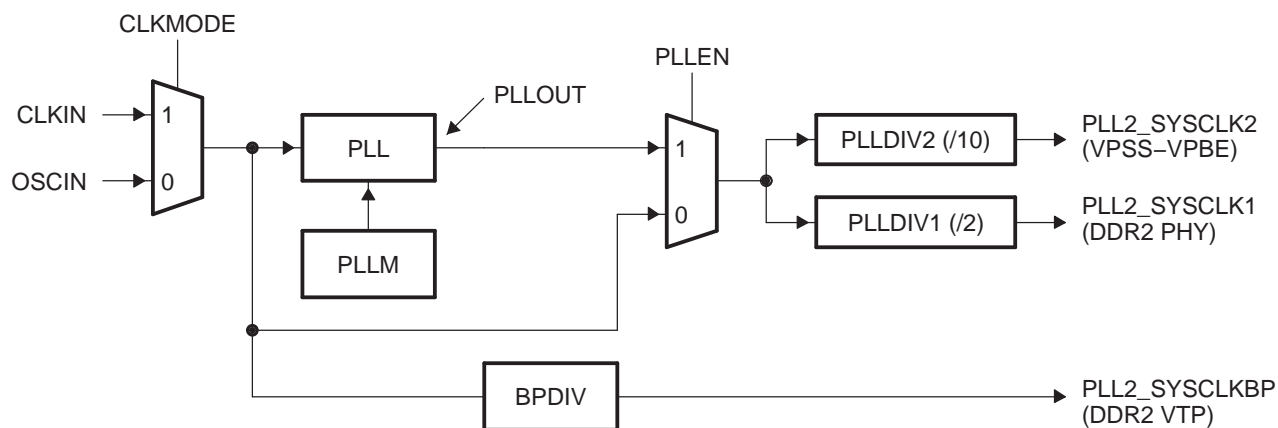 CLKMODE
CLKIN
OSCIN
1
0
PLL
PLLM
PLLOUT
PLLEN
1
0
PLLDIV2 (/10)
PLLDIV1 (/2)
BPDIV
PLL2_SYSCLK2
(VPSS–VPBE)
PLL2_SYSCLK1
(DDR2 PHY)
PLL2_SYSCLKBP
(DDR2 VTP)